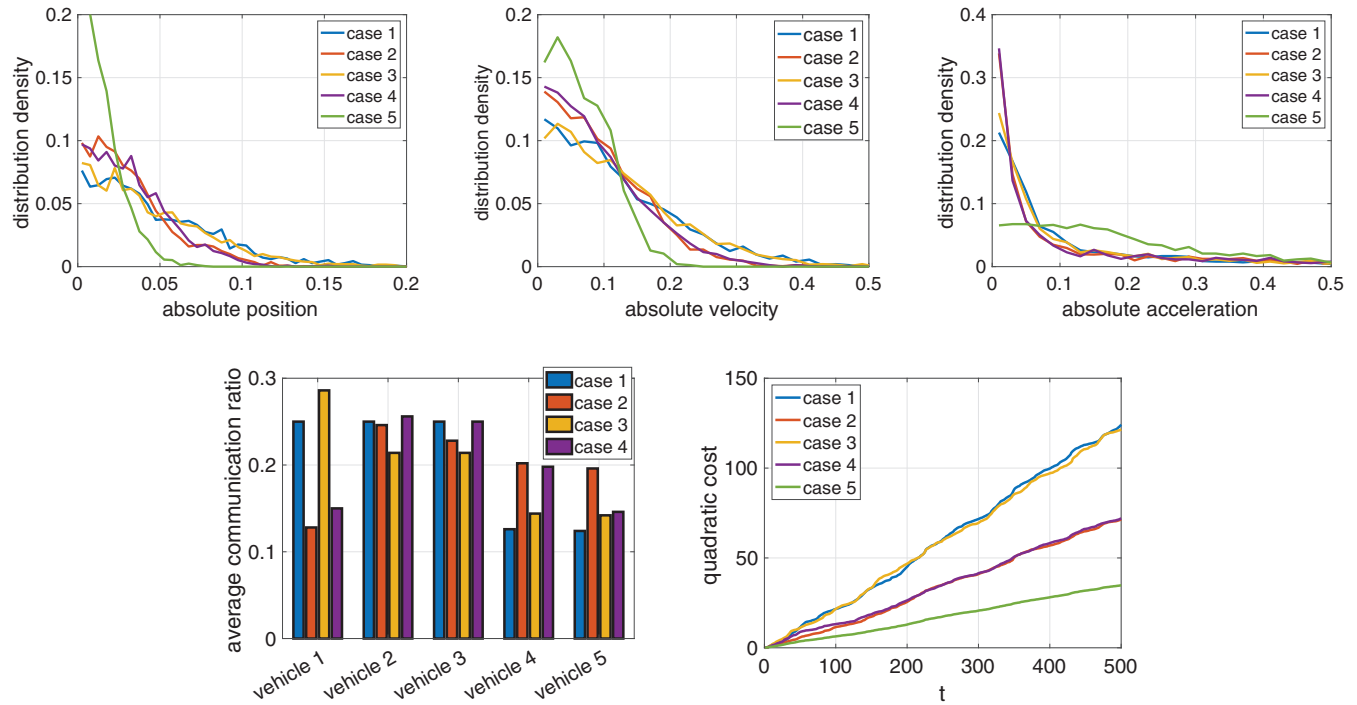 0.2
0.15
0.1
0.05
0
0
0.05
0.1
0.15
0.2
distribution density
absolute position
case 1
case 2
case 3
case 4
case 5
0.2
0.15
0.1
0.05
0
0
0.1
0.2
0.3
0.4
0.5
distribution density
absolute velocity
case 1
case 2
case 3
case 4
case 5
0.4
0.3
0.2
0.1
0
0
0.1
0.2
0.3
0.4
0.5
distribution density
absolute acceleration
case 1
case 2
case 3
case 4
case 5
0.3
0.2
0.1
0
average communication ratio
vehicle 1
vehicle 2
vehicle 3
vehicle 4
vehicle 5
case 1
case 2
case 3
case 4
150
100
50
0
0
100
200
300
400
500
quadratic cost
t
case 1
case 2
case 3
case 4
case 5